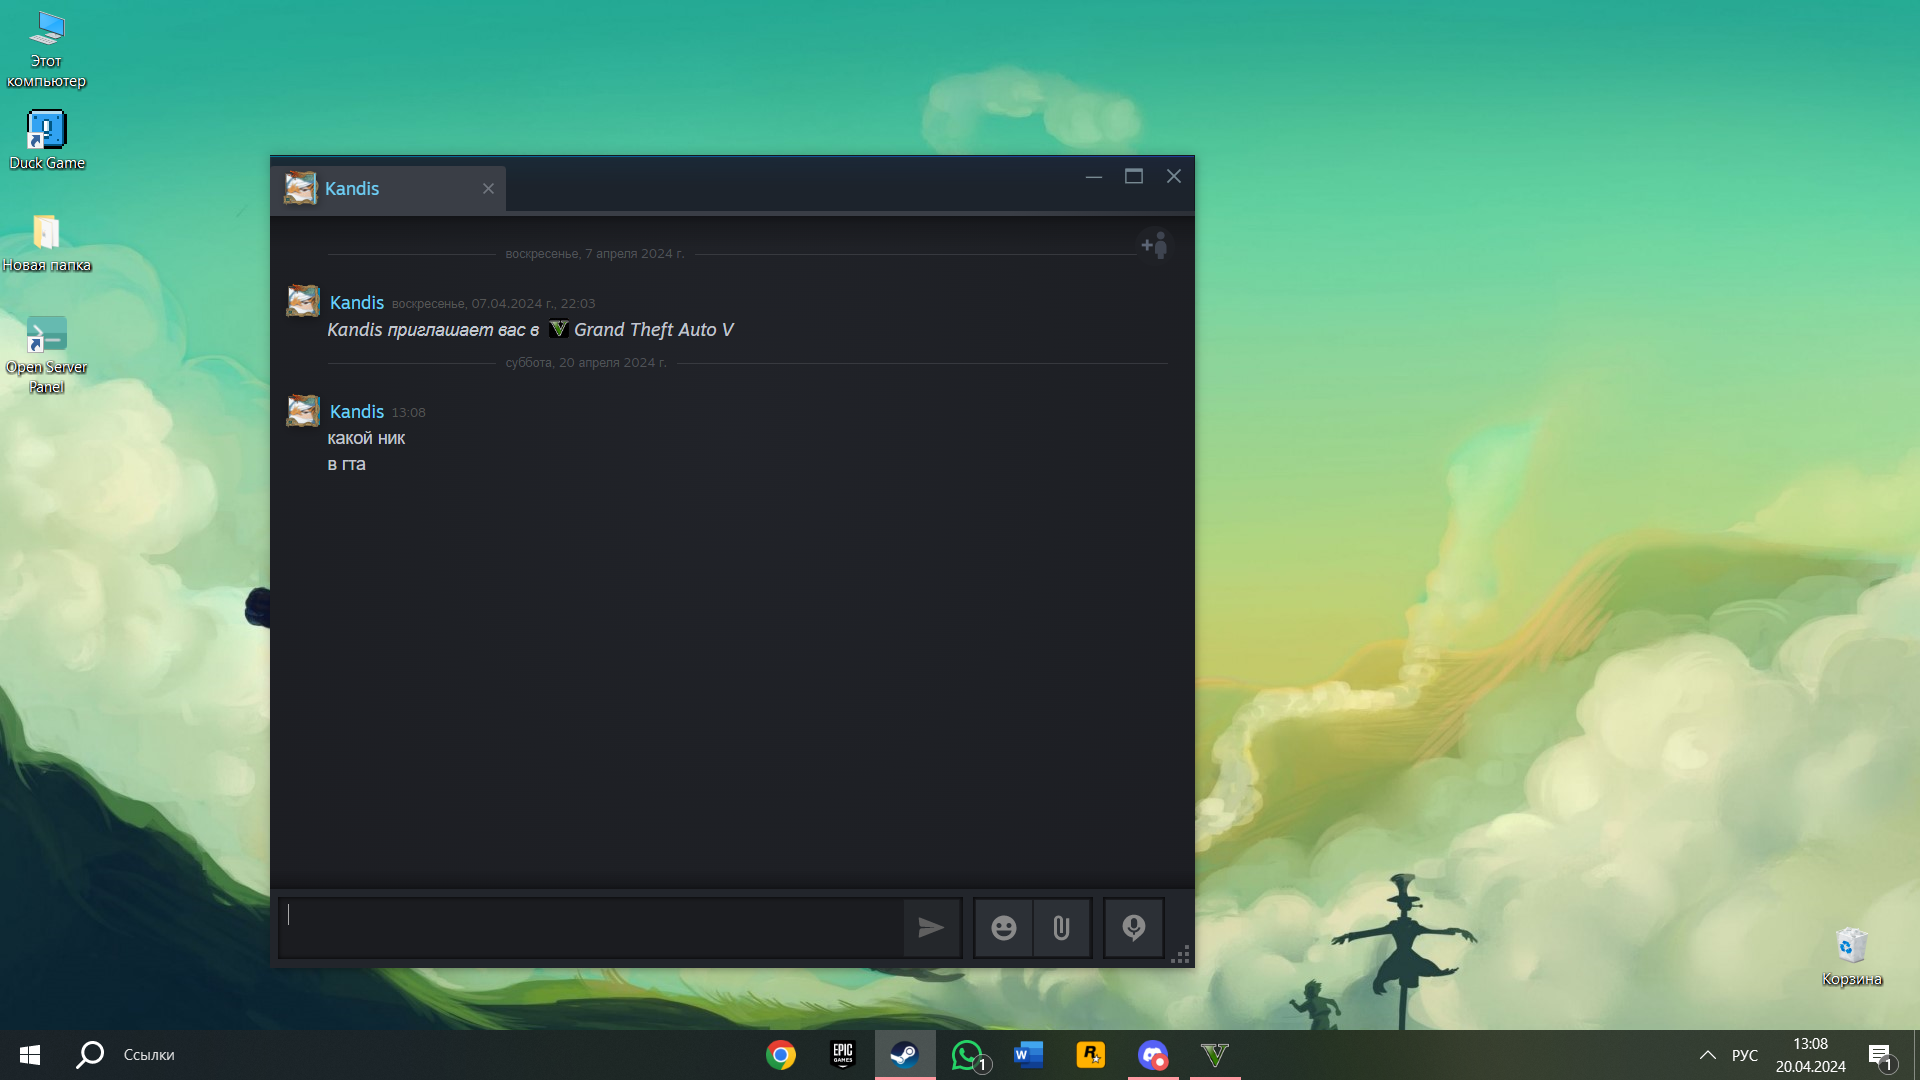 Этот
компьютер
Duck Game
Новая папка
Open Server
Panel
Kandis
воскресенье, 7 апреля 2024 г.
Kandis воскресенье, 07.04.2024 г., 22:03
Kandis приглашает вас в Grand Theft Auto V
суббота, 20 апреля 2024 г.
Kandis 13:08
какой ник
в гта
Корзина
Ссылки
EPIC
GAMES
W
R
1
V
РУС
13:08
20.04.2024
1